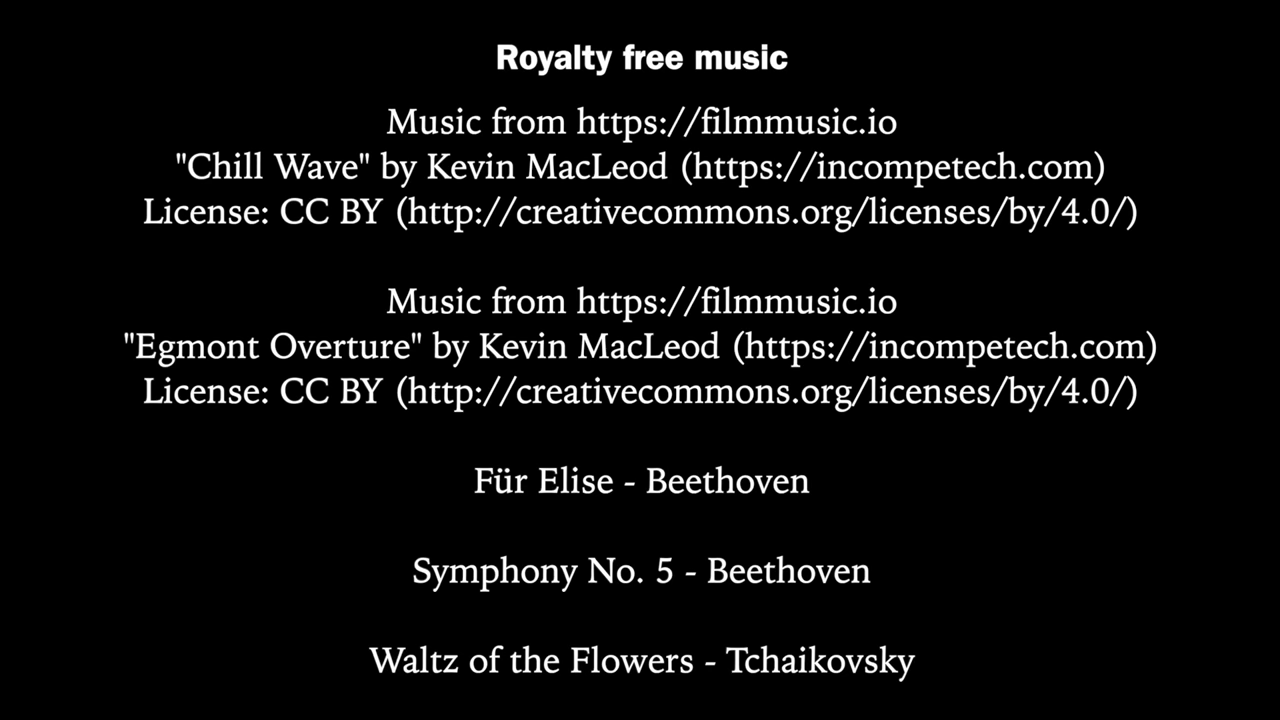 Royalty free music
Music from https://filmmusic.io
"Chill Wave" by Kevin MacLeod (https://incompetech.com)
License: CC BY (http://creativecommons.org/licenses/by/4.0/)
Music from https://filmmusic.io
"Egmont Overture" by Kevin MacLeod (https://incompetech.com)
License: CC BY (http://creativecommons.org/licenses/by/4.0/)
Für Elise - Beethoven
Symphony No. 5 - Beethoven
Waltz of the Flowers - Tchaikovsky